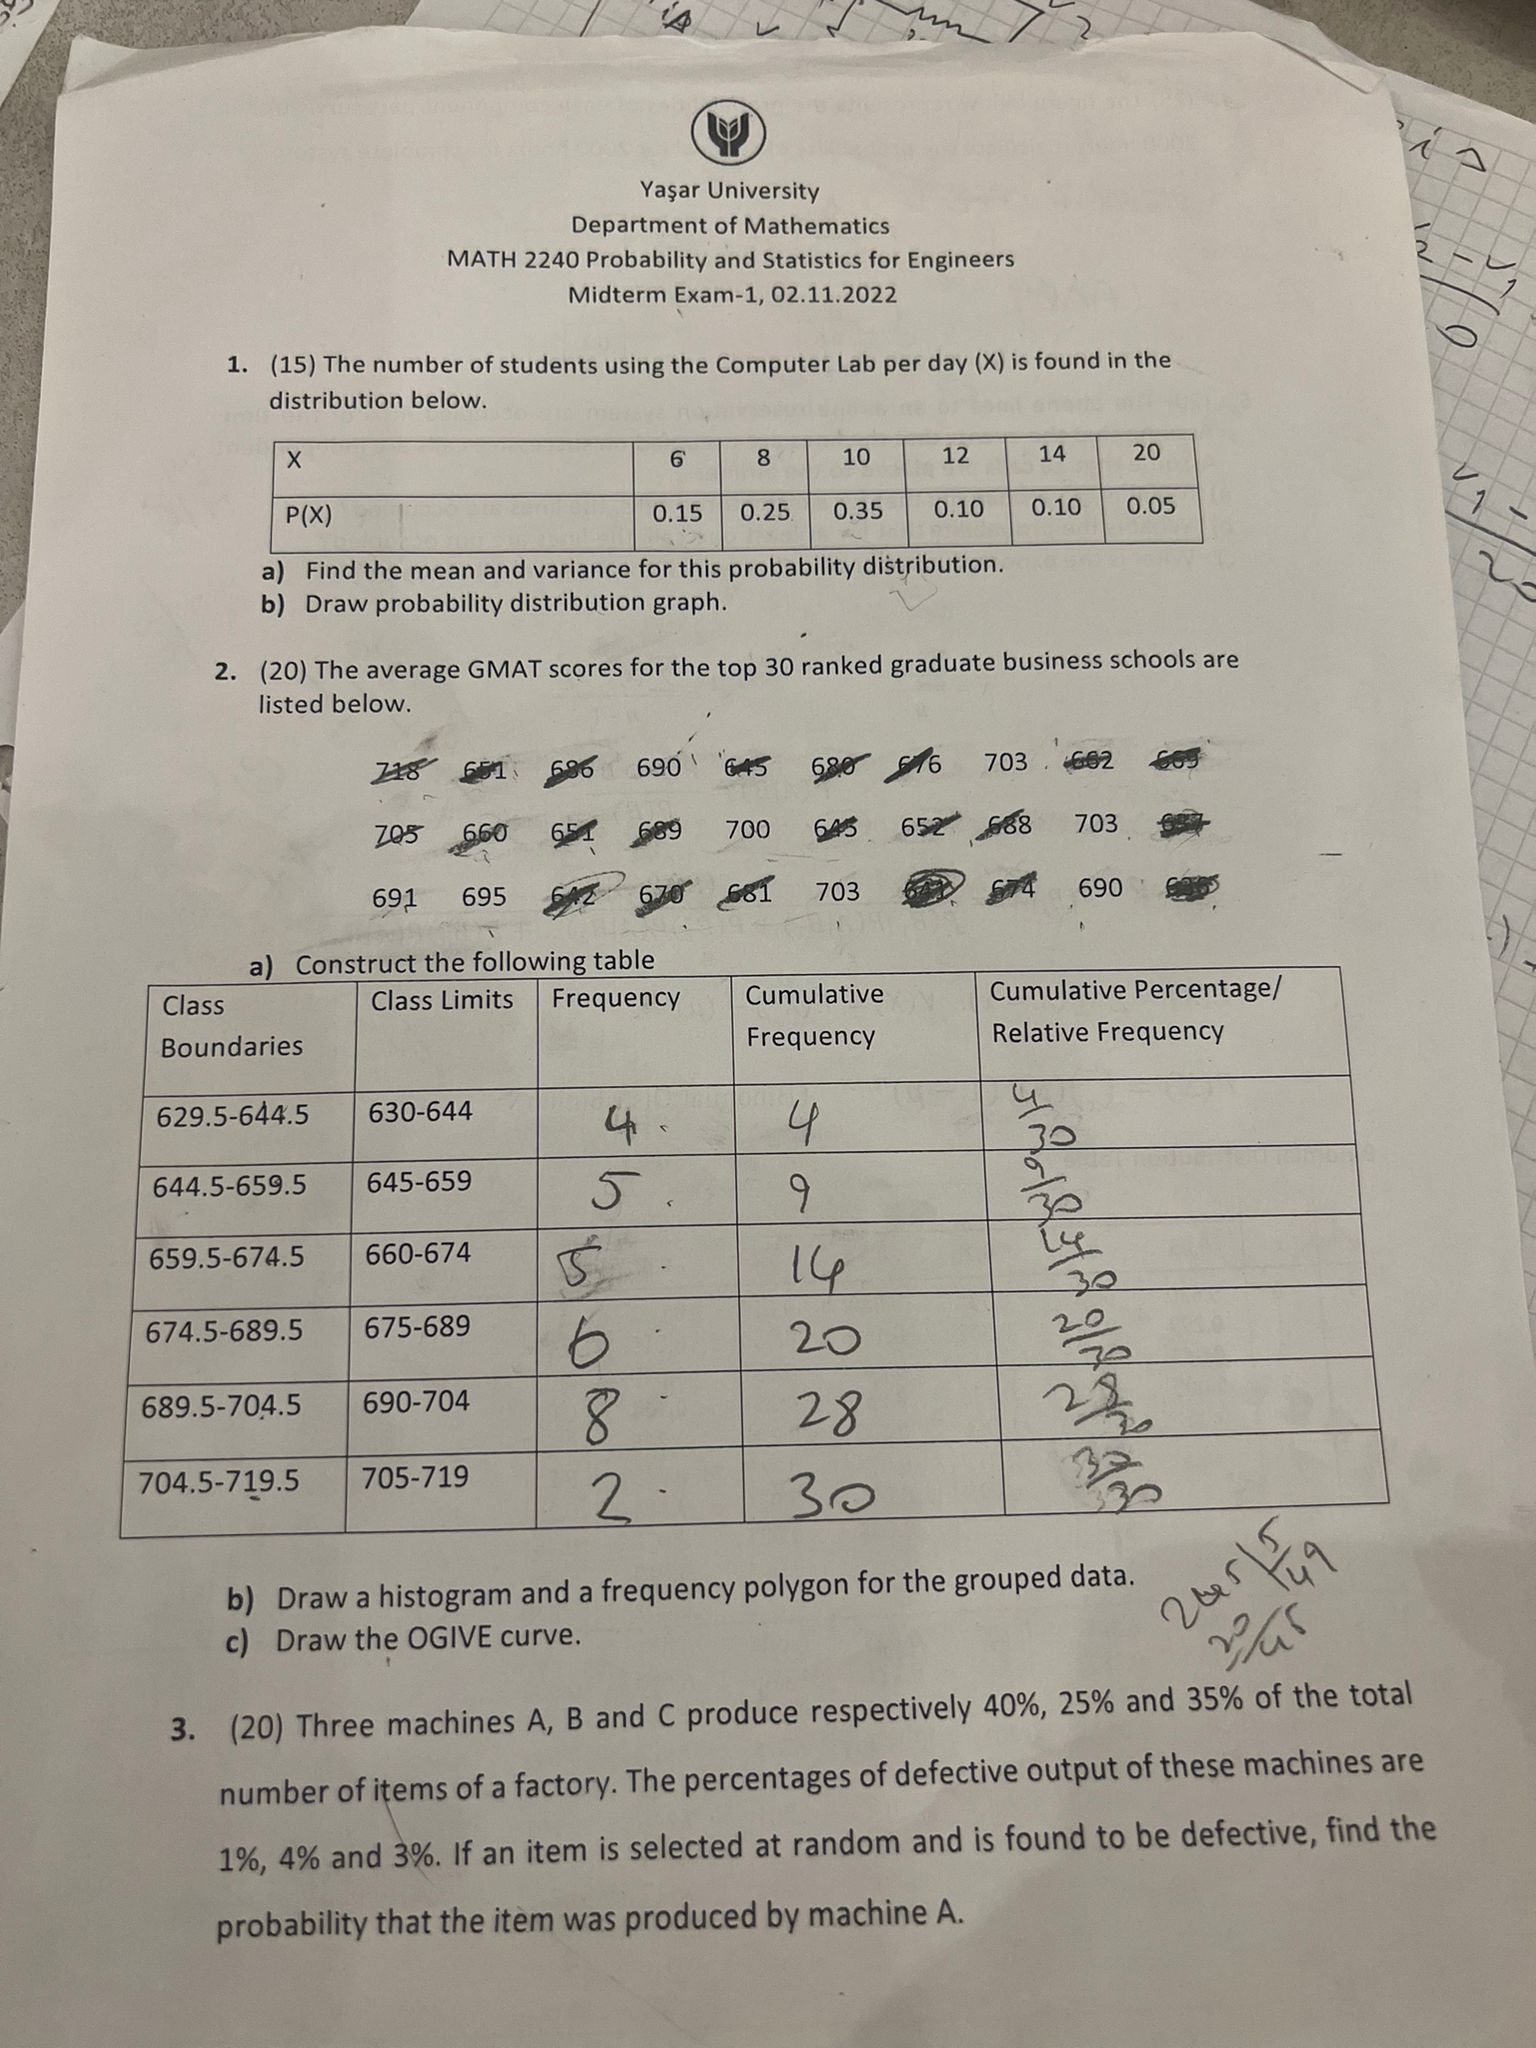 Yaşar University
Department of Mathematics
MATH 2240 Probability and Statistics for Engineers
Midterm Exam-1, 02.11.2022
1. (15) The number of students using the Computer Lab per day (X) is found in the
distribution below.
X 6 8 10 12 14 20
P(X) 0.15 0.25 0.35 0.10 0.10 0.05
a) Find the mean and variance for this probability distribution.
b) Draw probability distribution graph.
2. (20) The average GMAT scores for the top 30 ranked graduate business schools are
listed below.
718 651 686 690 645 680 676 703 662 669
705 660 651 689 700 645 652 688 703
691 695 642 670 681 703 641 674 690
a) Construct the following table
Class Boundaries Class Limits Frequency Cumulative Frequency Cumulative Percentage/ Relative Frequency
629.5-644.5 630-644 4 4 4/30
644.5-659.5 645-659 5 9 9/30
659.5-674.5 660-674 5 14 14/30
674.5-689.5 675-689 6 20 20/30
689.5-704.5 690-704 8 28 28/30
704.5-719.5 705-719 2 30 30/30
b) Draw a histogram and a frequency polygon for the grouped data.
c) Draw the OGIVE curve.
3. (20) Three machines A, B and C produce respectively 40%, 25% and 35% of the total
number of items of a factory. The percentages of defective output of these machines are
1%, 4% and 3%. If an item is selected at random and is found to be defective, find the
probability that the item was produced by machine A.